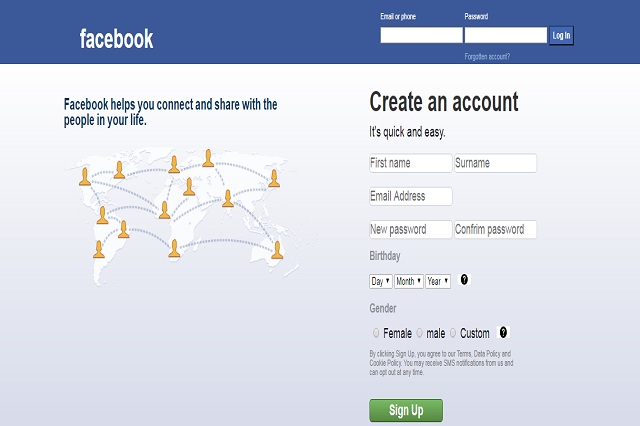 facebook
Email or phone
Password
Log In
Forgotten account?
Facebook helps you connect and share with the
people in your life.
Create an account
It's quick and easy.
First name Surname
Email Address
New password Confrim password
Birthday
Day Month Year ?
Gender
Female male Custom ?
By clicking Sign Up, you agree to our Terms, Data Policy and
Cookie Policy. You may receive SMS notifications from us and
can opt out at any time.
Sign Up